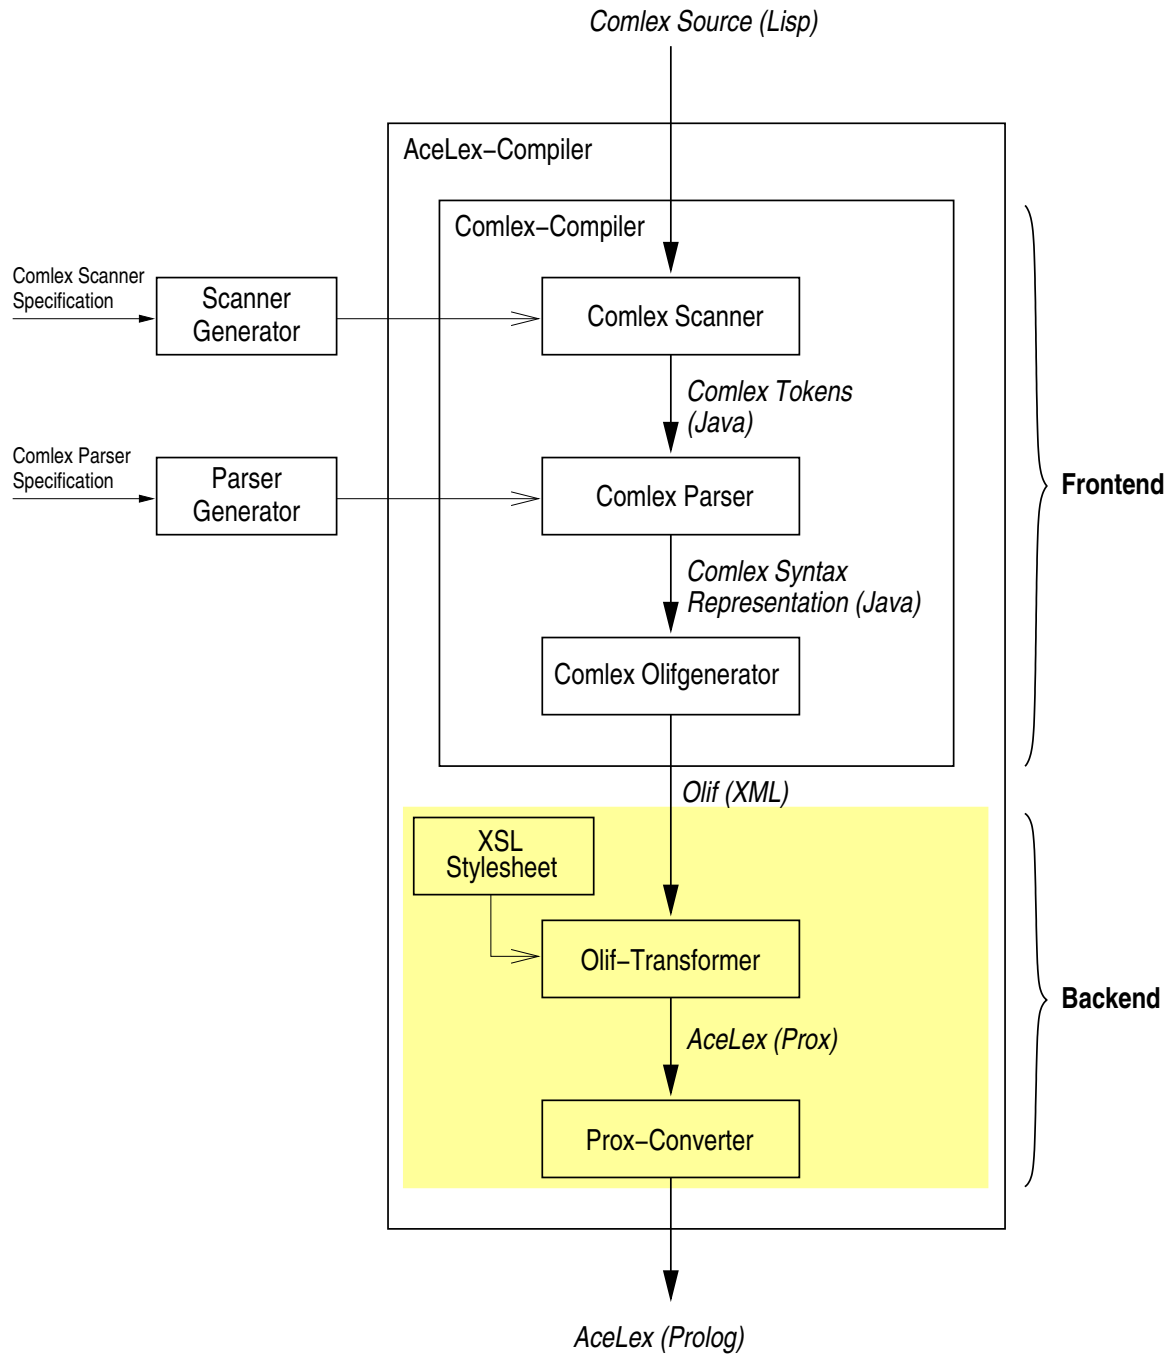 Comlex Source (Lisp)
AceLex–Compiler
Comlex–Compiler
Comlex Scanner
Specification
Scanner
Generator
Comlex Scanner
Comlex Tokens
(Java)
Comlex Parser
Specification
Parser
Generator
Comlex Parser
Frontend
Comlex Syntax
Representation (Java)
Comlex Olifgenerator
Olif (XML)
XSL
Stylesheet
Olif–Transformer
Backend
AceLex (Prox)
Prox–Converter
AceLex (Prolog)